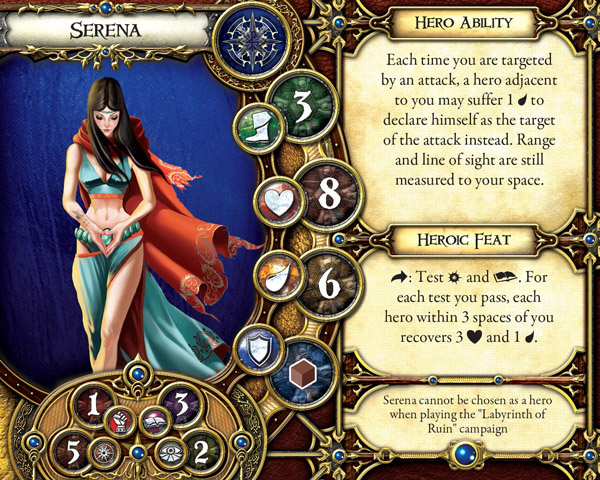 Serena
3
8
6
1
3
5
2
Hero Ability
Each time you are targeted
by an attack, a hero adjacent
to you may suffer 1 to
declare himself as the target
of the attack instead. Range
and line of sight are still
measured to your space.
Heroic Feat
: Test and . For
each test you pass, each
hero within 3 spaces of you
recovers 3 and 1 .
Serena cannot be chosen as a hero
when playing the "Labyrinth of
Ruin" campaign